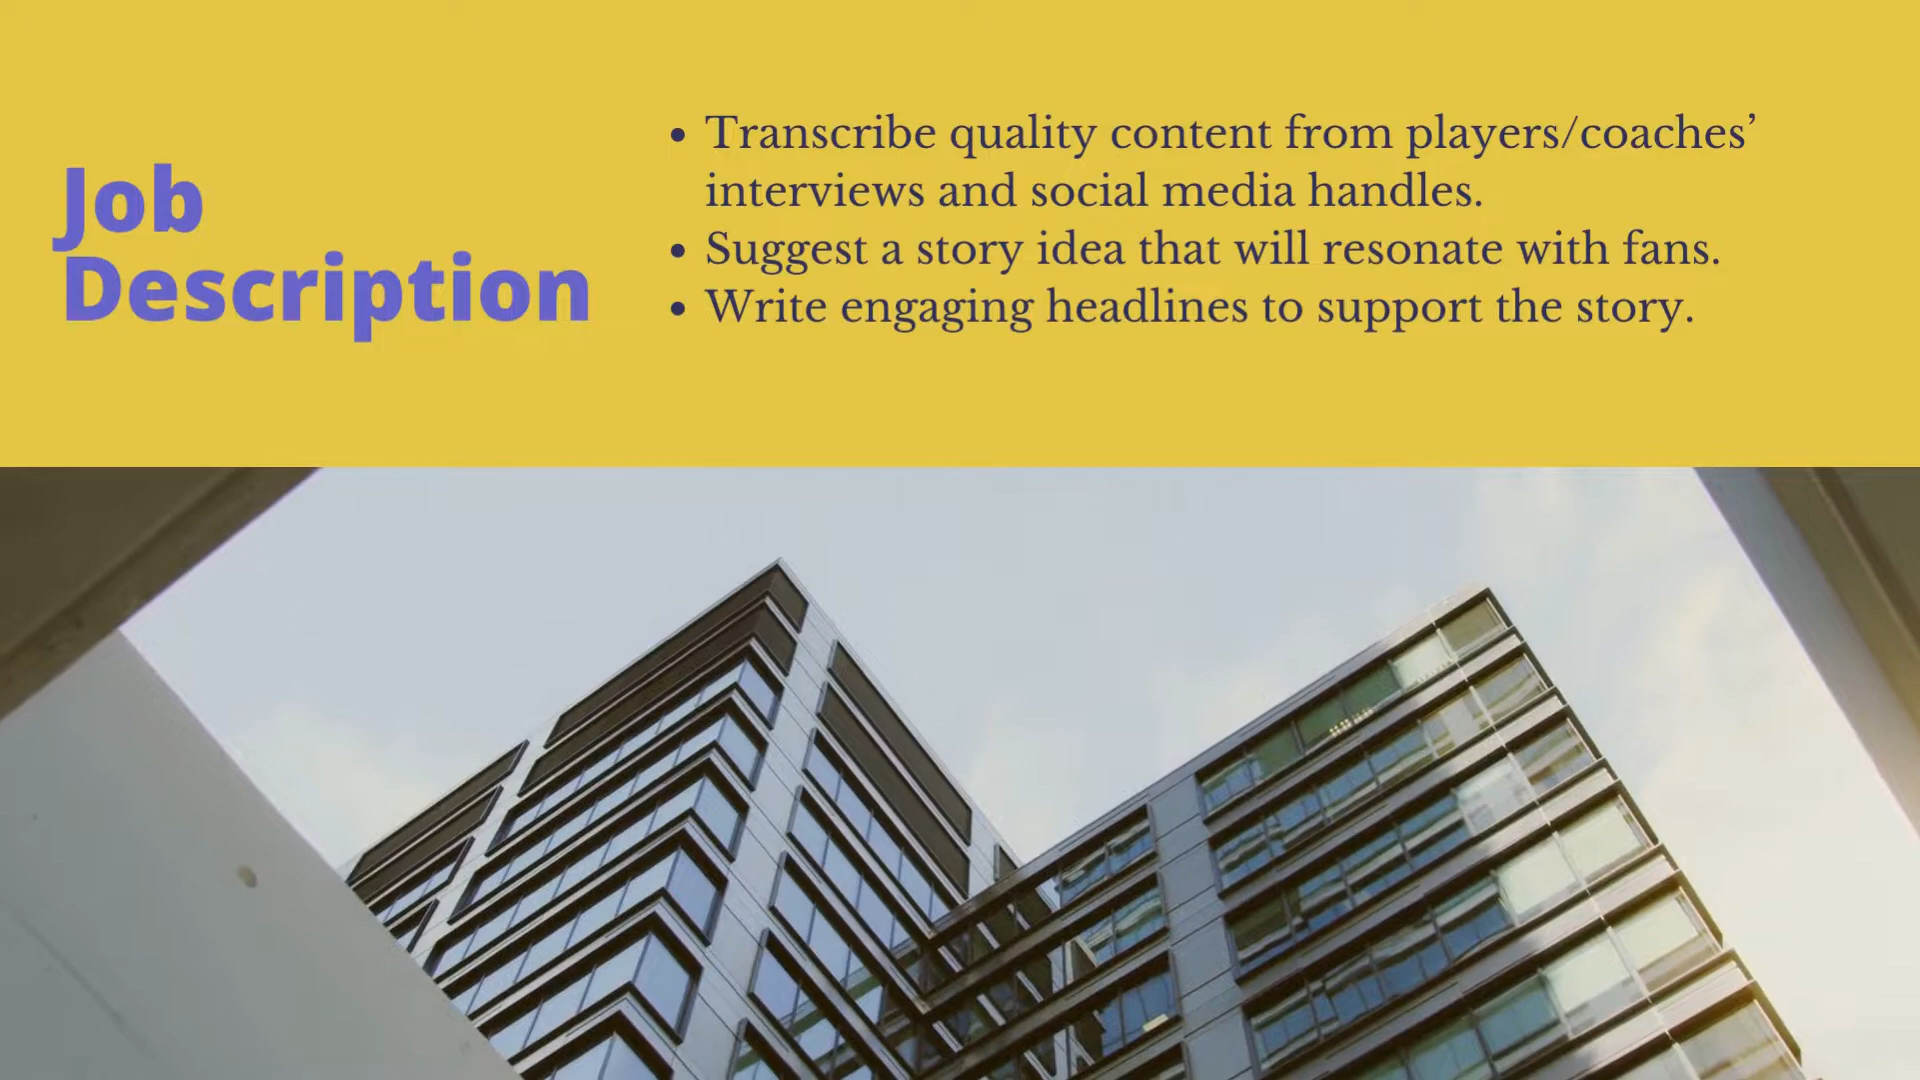 Job
Description
• Transcribe quality content from players/coaches’
interviews and social media handles.
• Suggest a story idea that will resonate with fans.
• Write engaging headlines to support the story.